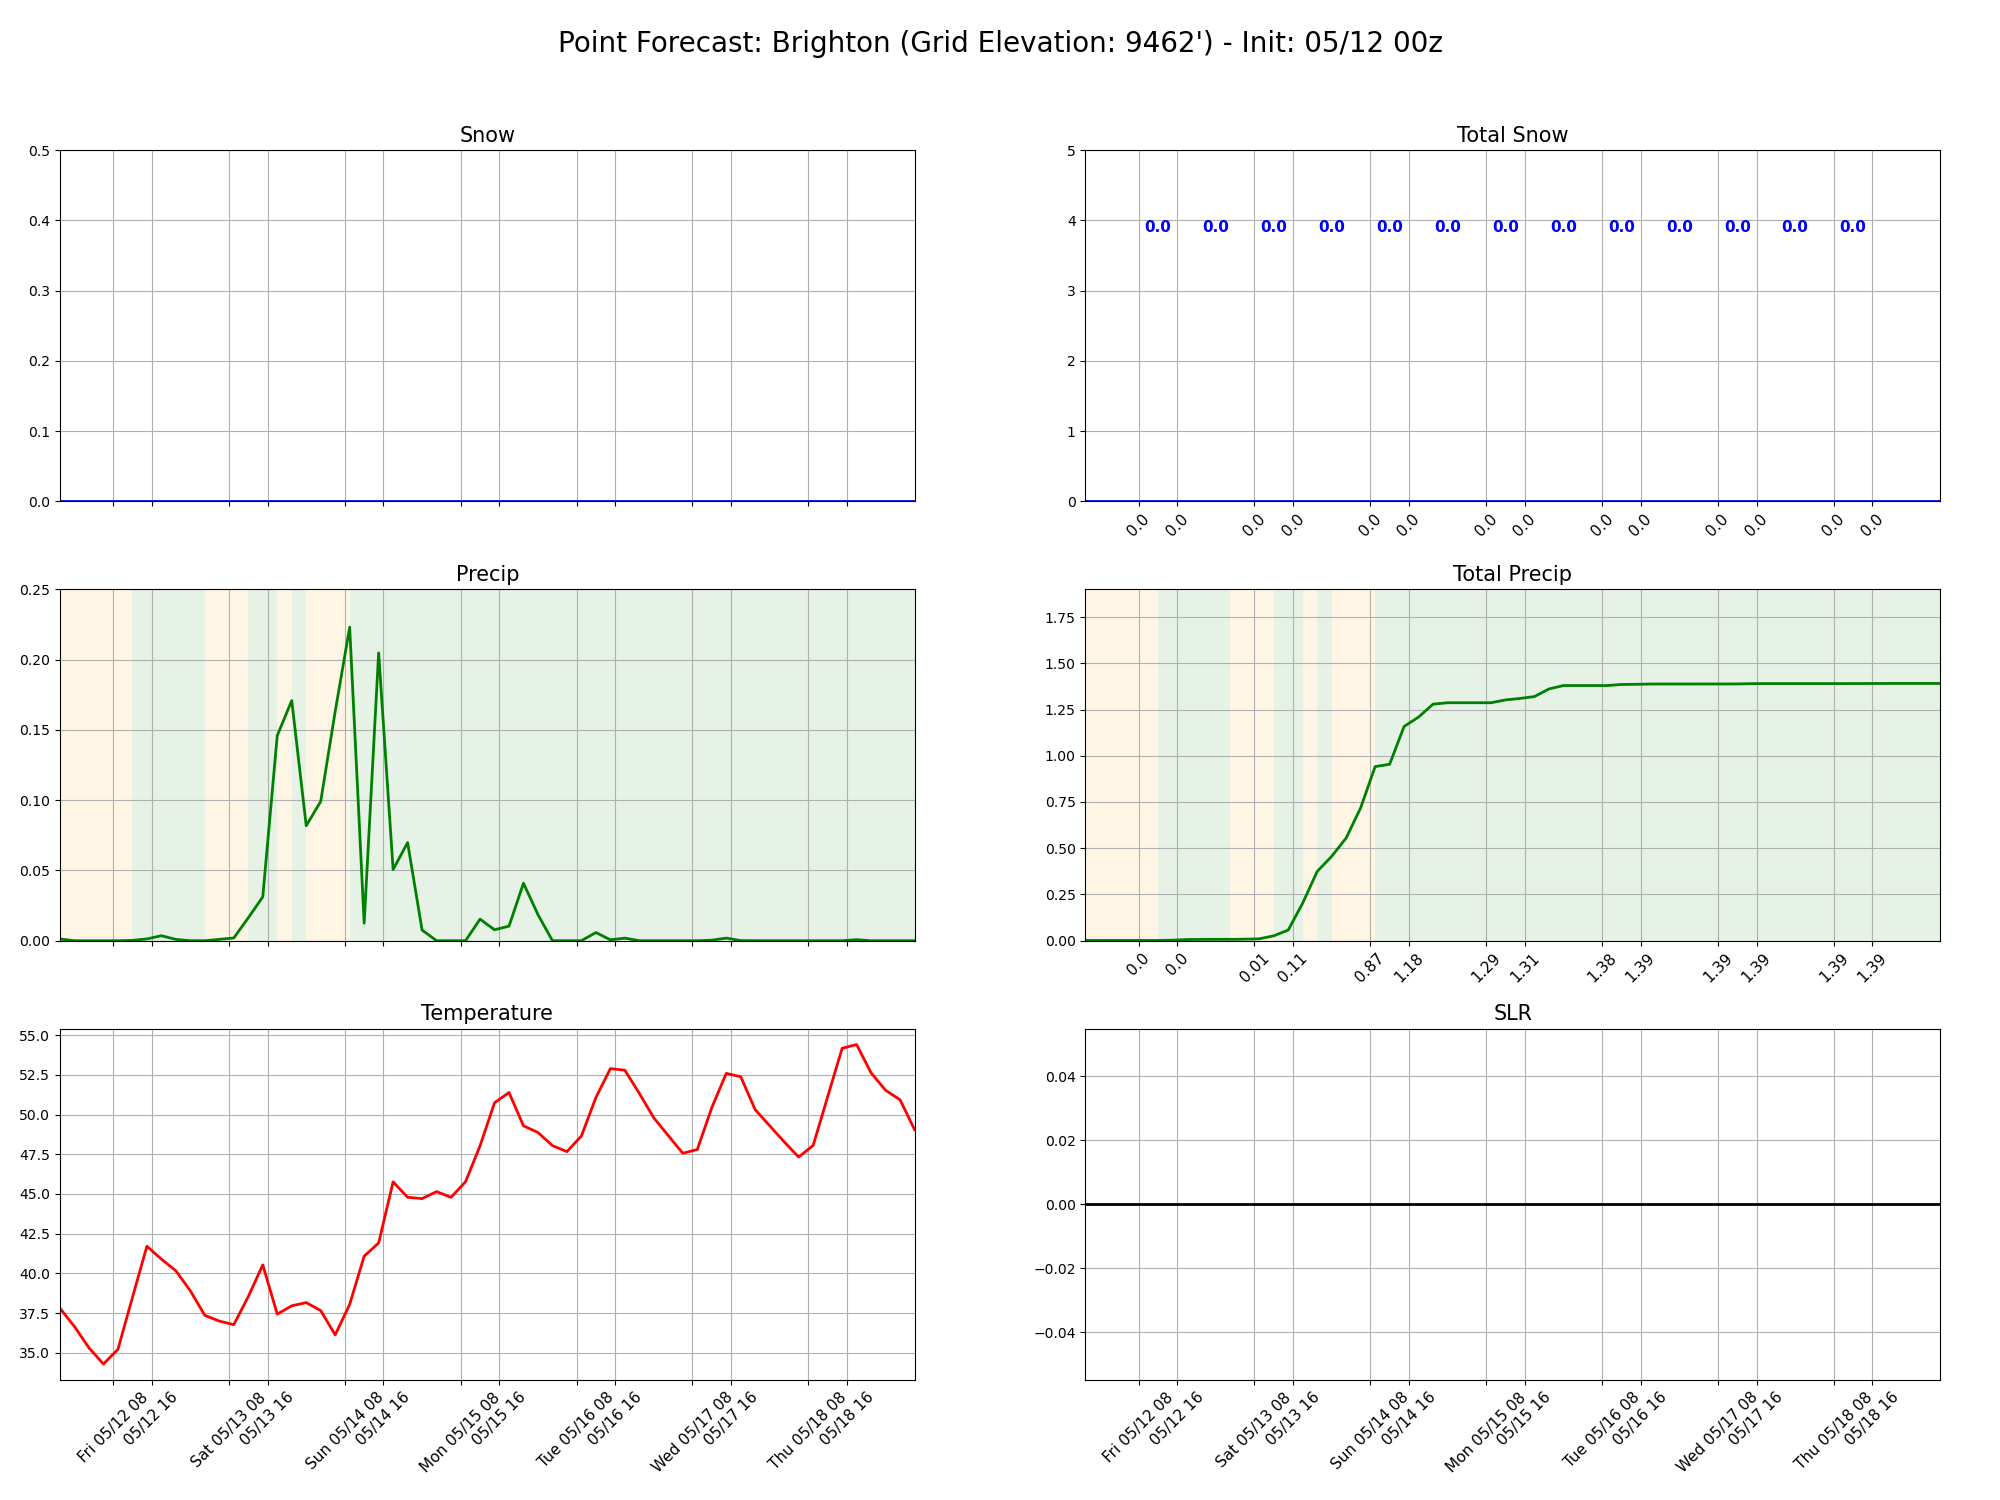 Point Forecast: Brighton (Grid Elevation: 9462') - Init: 05/12 00z
Snow
0.5
0.4
0.3
0.2
0.1
0.0
Total Snow
5
4
3
2
1
0
0.0 0.0 0.0 0.0 0.0 0.0 0.0 0.0 0.0 0.0 0.0 0.0 0.0
0.0 0.0 0.0 0.0 0.0 0.0 0.0 0.0 0.0 0.0 0.0 0.0 0.0 0.0
Precip
0.25
0.20
0.15
0.10
0.05
0.00
Total Precip
1.75
1.50
1.25
1.00
0.75
0.50
0.25
0.00
0.0 0.0 0.01 0.11 0.87 1.18 1.29 1.31 1.38 1.39 1.39 1.39 1.39 1.39
Temperature
55.0
52.5
50.0
47.5
45.0
42.5
40.0
37.5
35.0
Fri 05/12 08
05/12 16
Sat 05/13 08
05/13 16
Sun 05/14 08
05/14 16
Mon 05/15 08
05/15 16
Tue 05/16 08
05/16 16
Wed 05/17 08
05/17 16
Thu 05/18 08
05/18 16
SLR
0.04
0.02
0.00
−0.02
−0.04
Fri 05/12 08
05/12 16
Sat 05/13 08
05/13 16
Sun 05/14 08
05/14 16
Mon 05/15 08
05/15 16
Tue 05/16 08
05/16 16
Wed 05/17 08
05/17 16
Thu 05/18 08
05/18 16